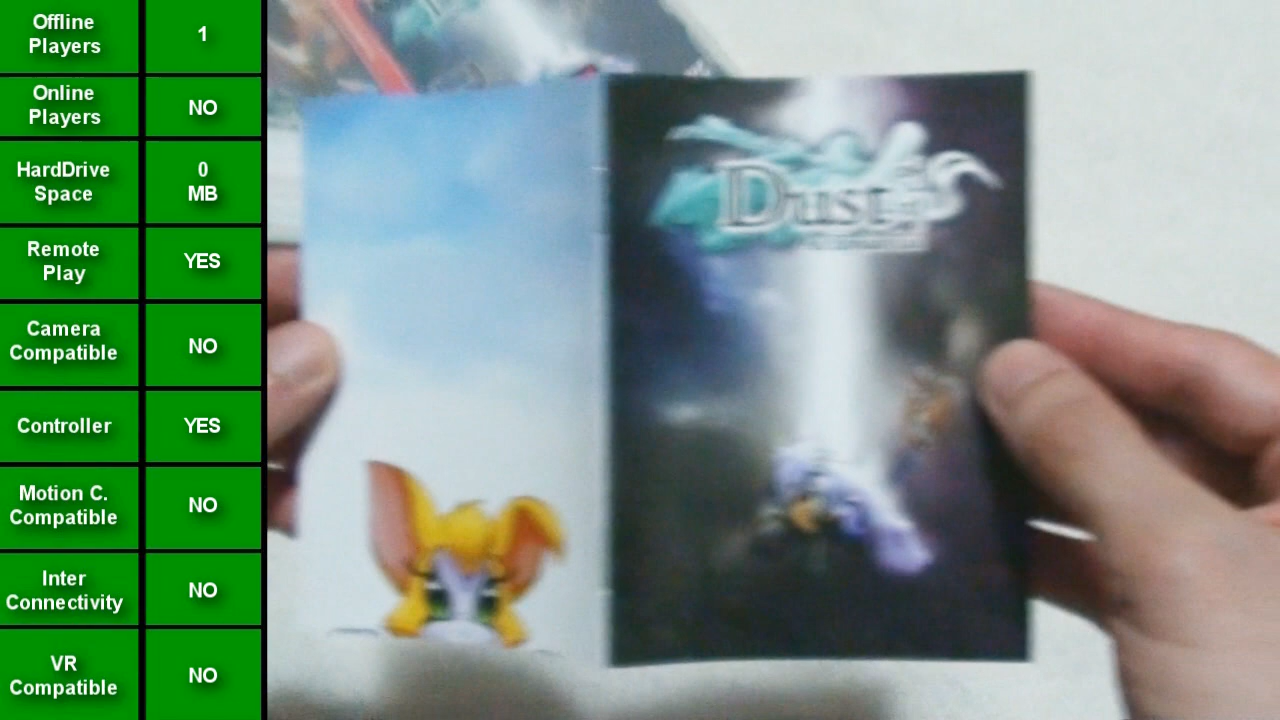 Offline
Players
1
Online
Players
NO
HardDrive
Space
0
MB
Remote
Play
YES
Camera
Compatible
NO
Controller
YES
Motion C.
Compatible
NO
Inter
Connectivity
NO
VR
Compatible
NO
Dust